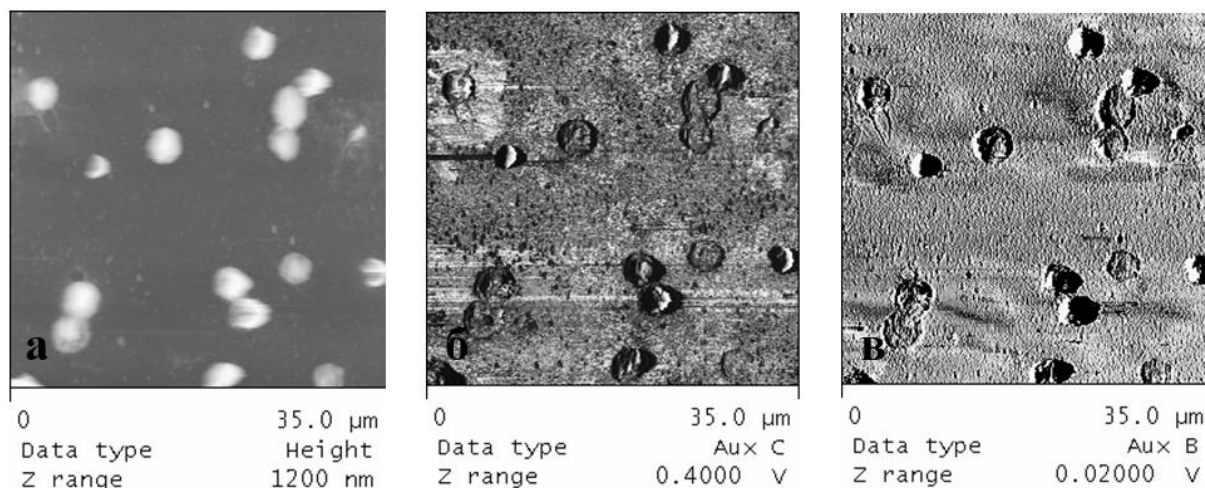 а
0 35.0 µm
Data type Height
Z range 1200 nm
б
0 35.0 µm
Data type Aux C
Z range 0.4000 V
в
0 35.0 µm
Data type Aux B
Z range 0.02000 V